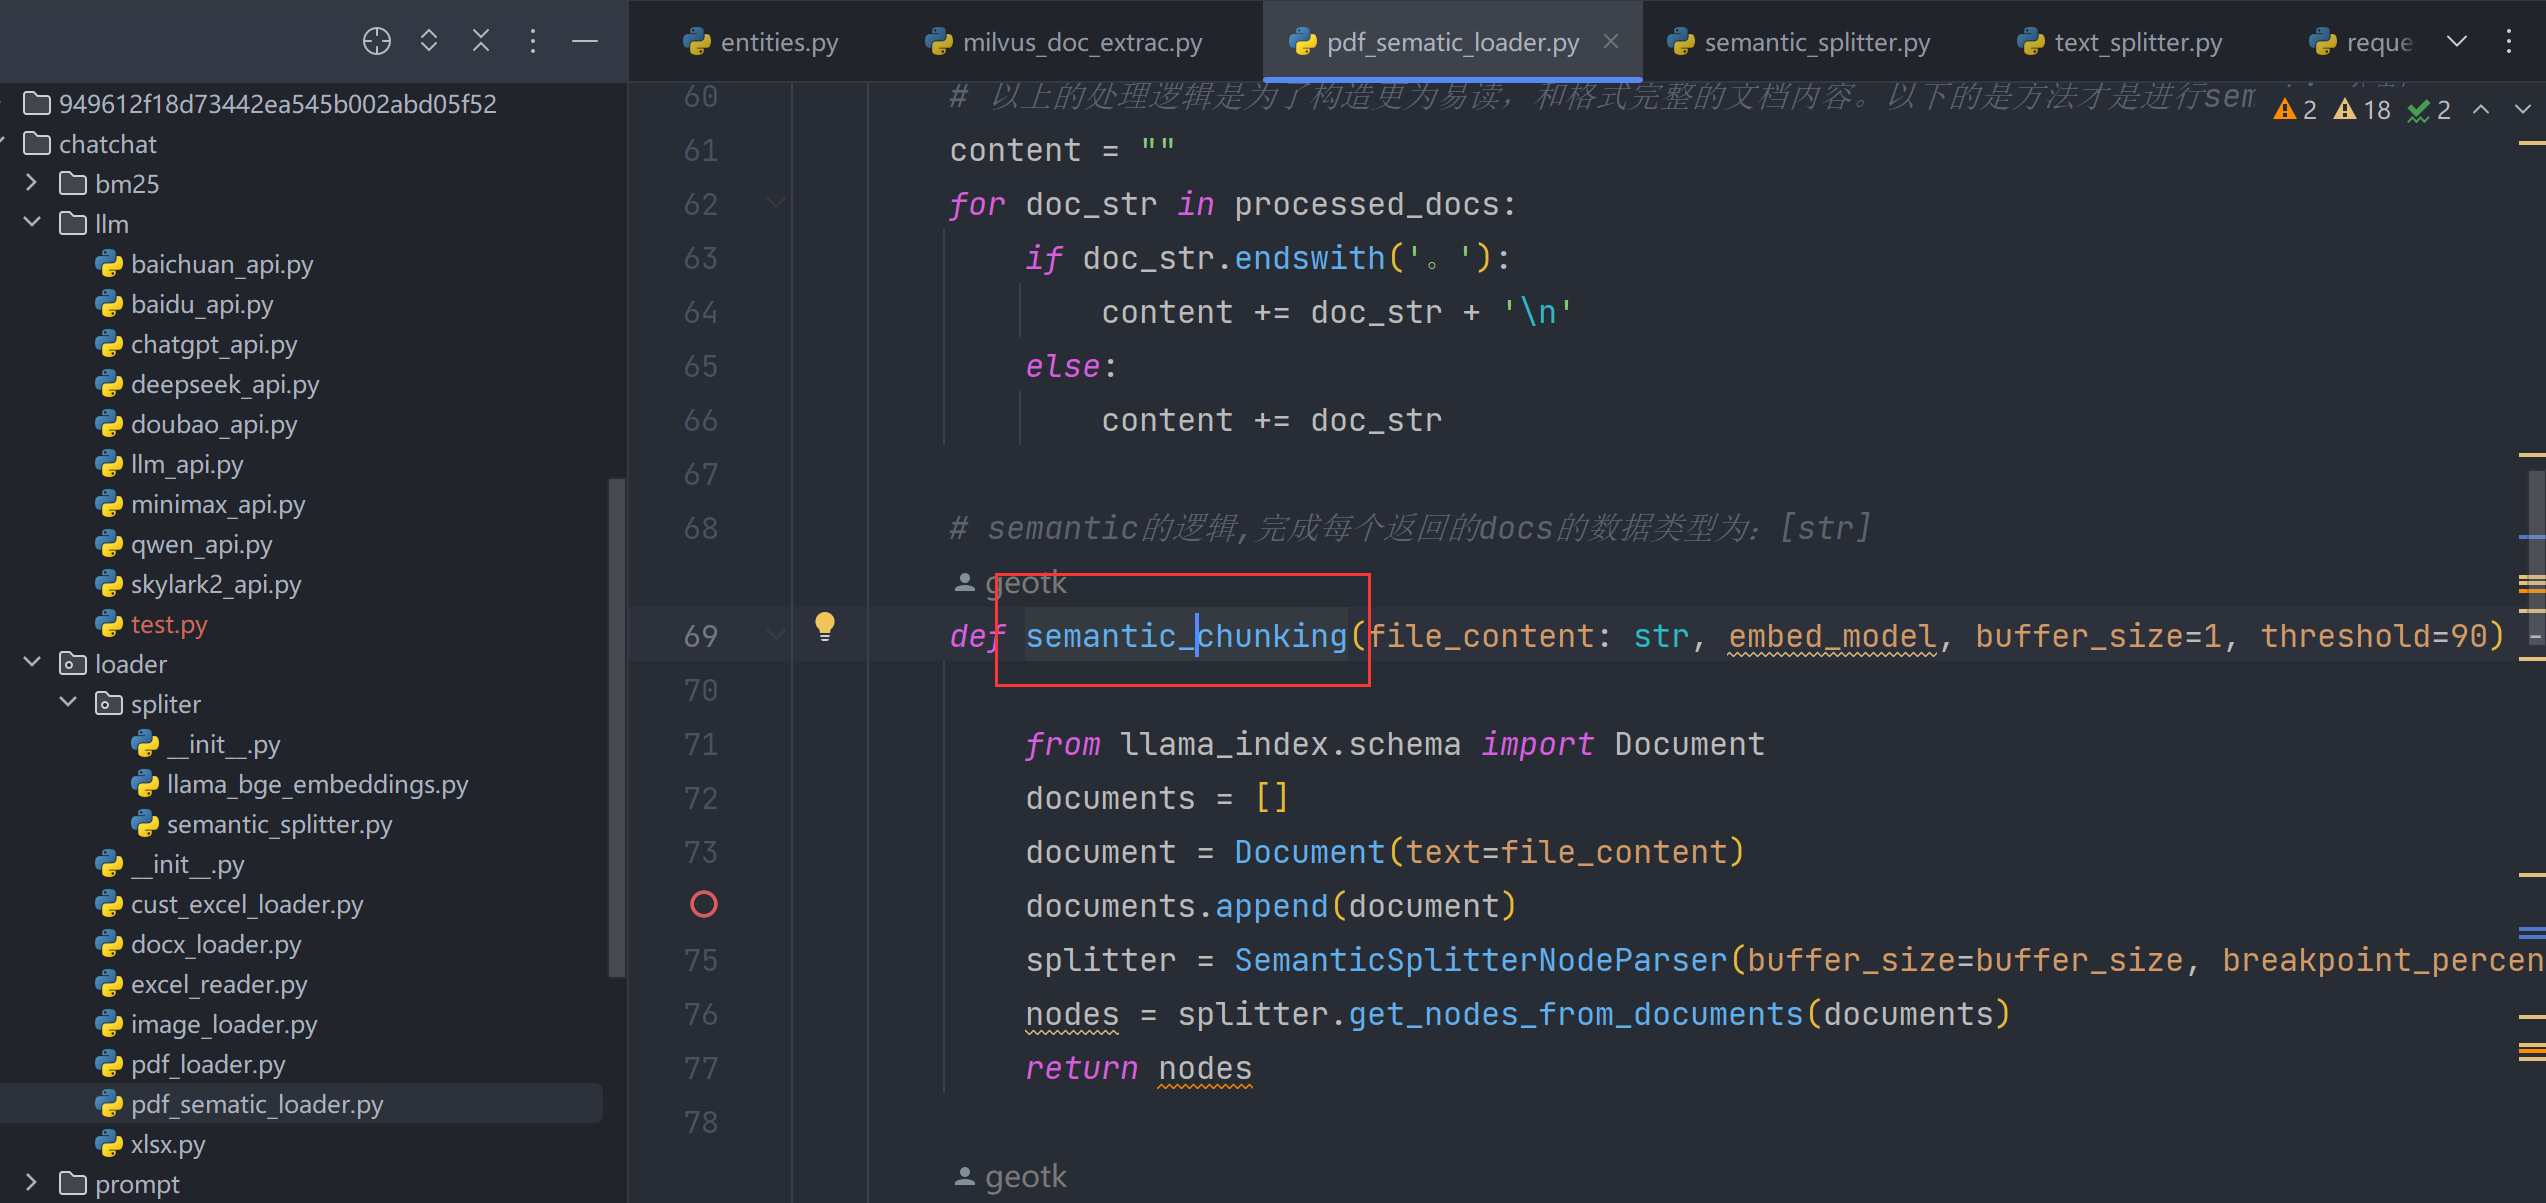 entities.py
milvus_doc_extrac.py
pdf_sematic_loader.py
semantic_splitter.py
text_splitter.py
reque
949612f18d73442ea545b002abd05f52
chatchat
bm25
llm
baichuan_api.py
baidu_api.py
chatgpt_api.py
deepseek_api.py
doubao_api.py
llm_api.py
minimax_api.py
qwen_api.py
skylark2_api.py
test.py
loader
spliter
__init__.py
llama_bge_embeddings.py
semantic_splitter.py
__init__.py
cust_excel_loader.py
docx_loader.py
excel_reader.py
image_loader.py
pdf_loader.py
pdf_sematic_loader.py
xlsx.py
prompt
2 18 2
60 # 以上的处理逻辑是为了构造更为易读，和格式完整的文档内容。以下的是方法才是进行sem
61 content = ""
62 for doc_str in processed_docs:
63 if doc_str.endswith('。'):
64 content += doc_str + '\n'
65 else:
66 content += doc_str
67
68 # semantic的逻辑,完成每个返回的docs的数据类型为：[str]
geotk
69 def semantic_chunking(file_content: str, embed_model, buffer_size=1, threshold=90) -
70
71 from llama_index.schema import Document
72 documents = []
73 document = Document(text=file_content)
documents.append(document)
75 splitter = SemanticSplitterNodeParser(buffer_size=buffer_size, breakpoint_percen
76 nodes = splitter.get_nodes_from_documents(documents)
77 return nodes
78
geotk